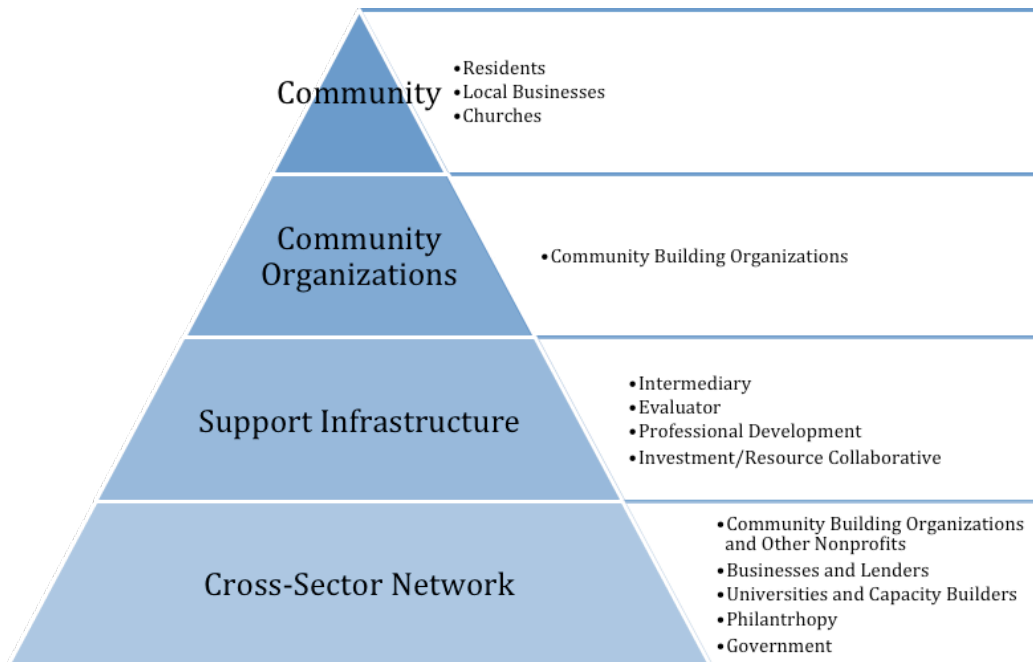 Community
•Residents
•Local Businesses
•Churches
Community
Organizations
•Community Building Organizations
Support Infrastructure
•Intermediary
•Evaluator
•Professional Development
•Investment/Resource Collaborative
Cross-Sector Network
•Community Building Organizations
and Other Nonprofits
•Businesses and Lenders
•Universities and Capacity Builders
•Philantrhopy
•Government